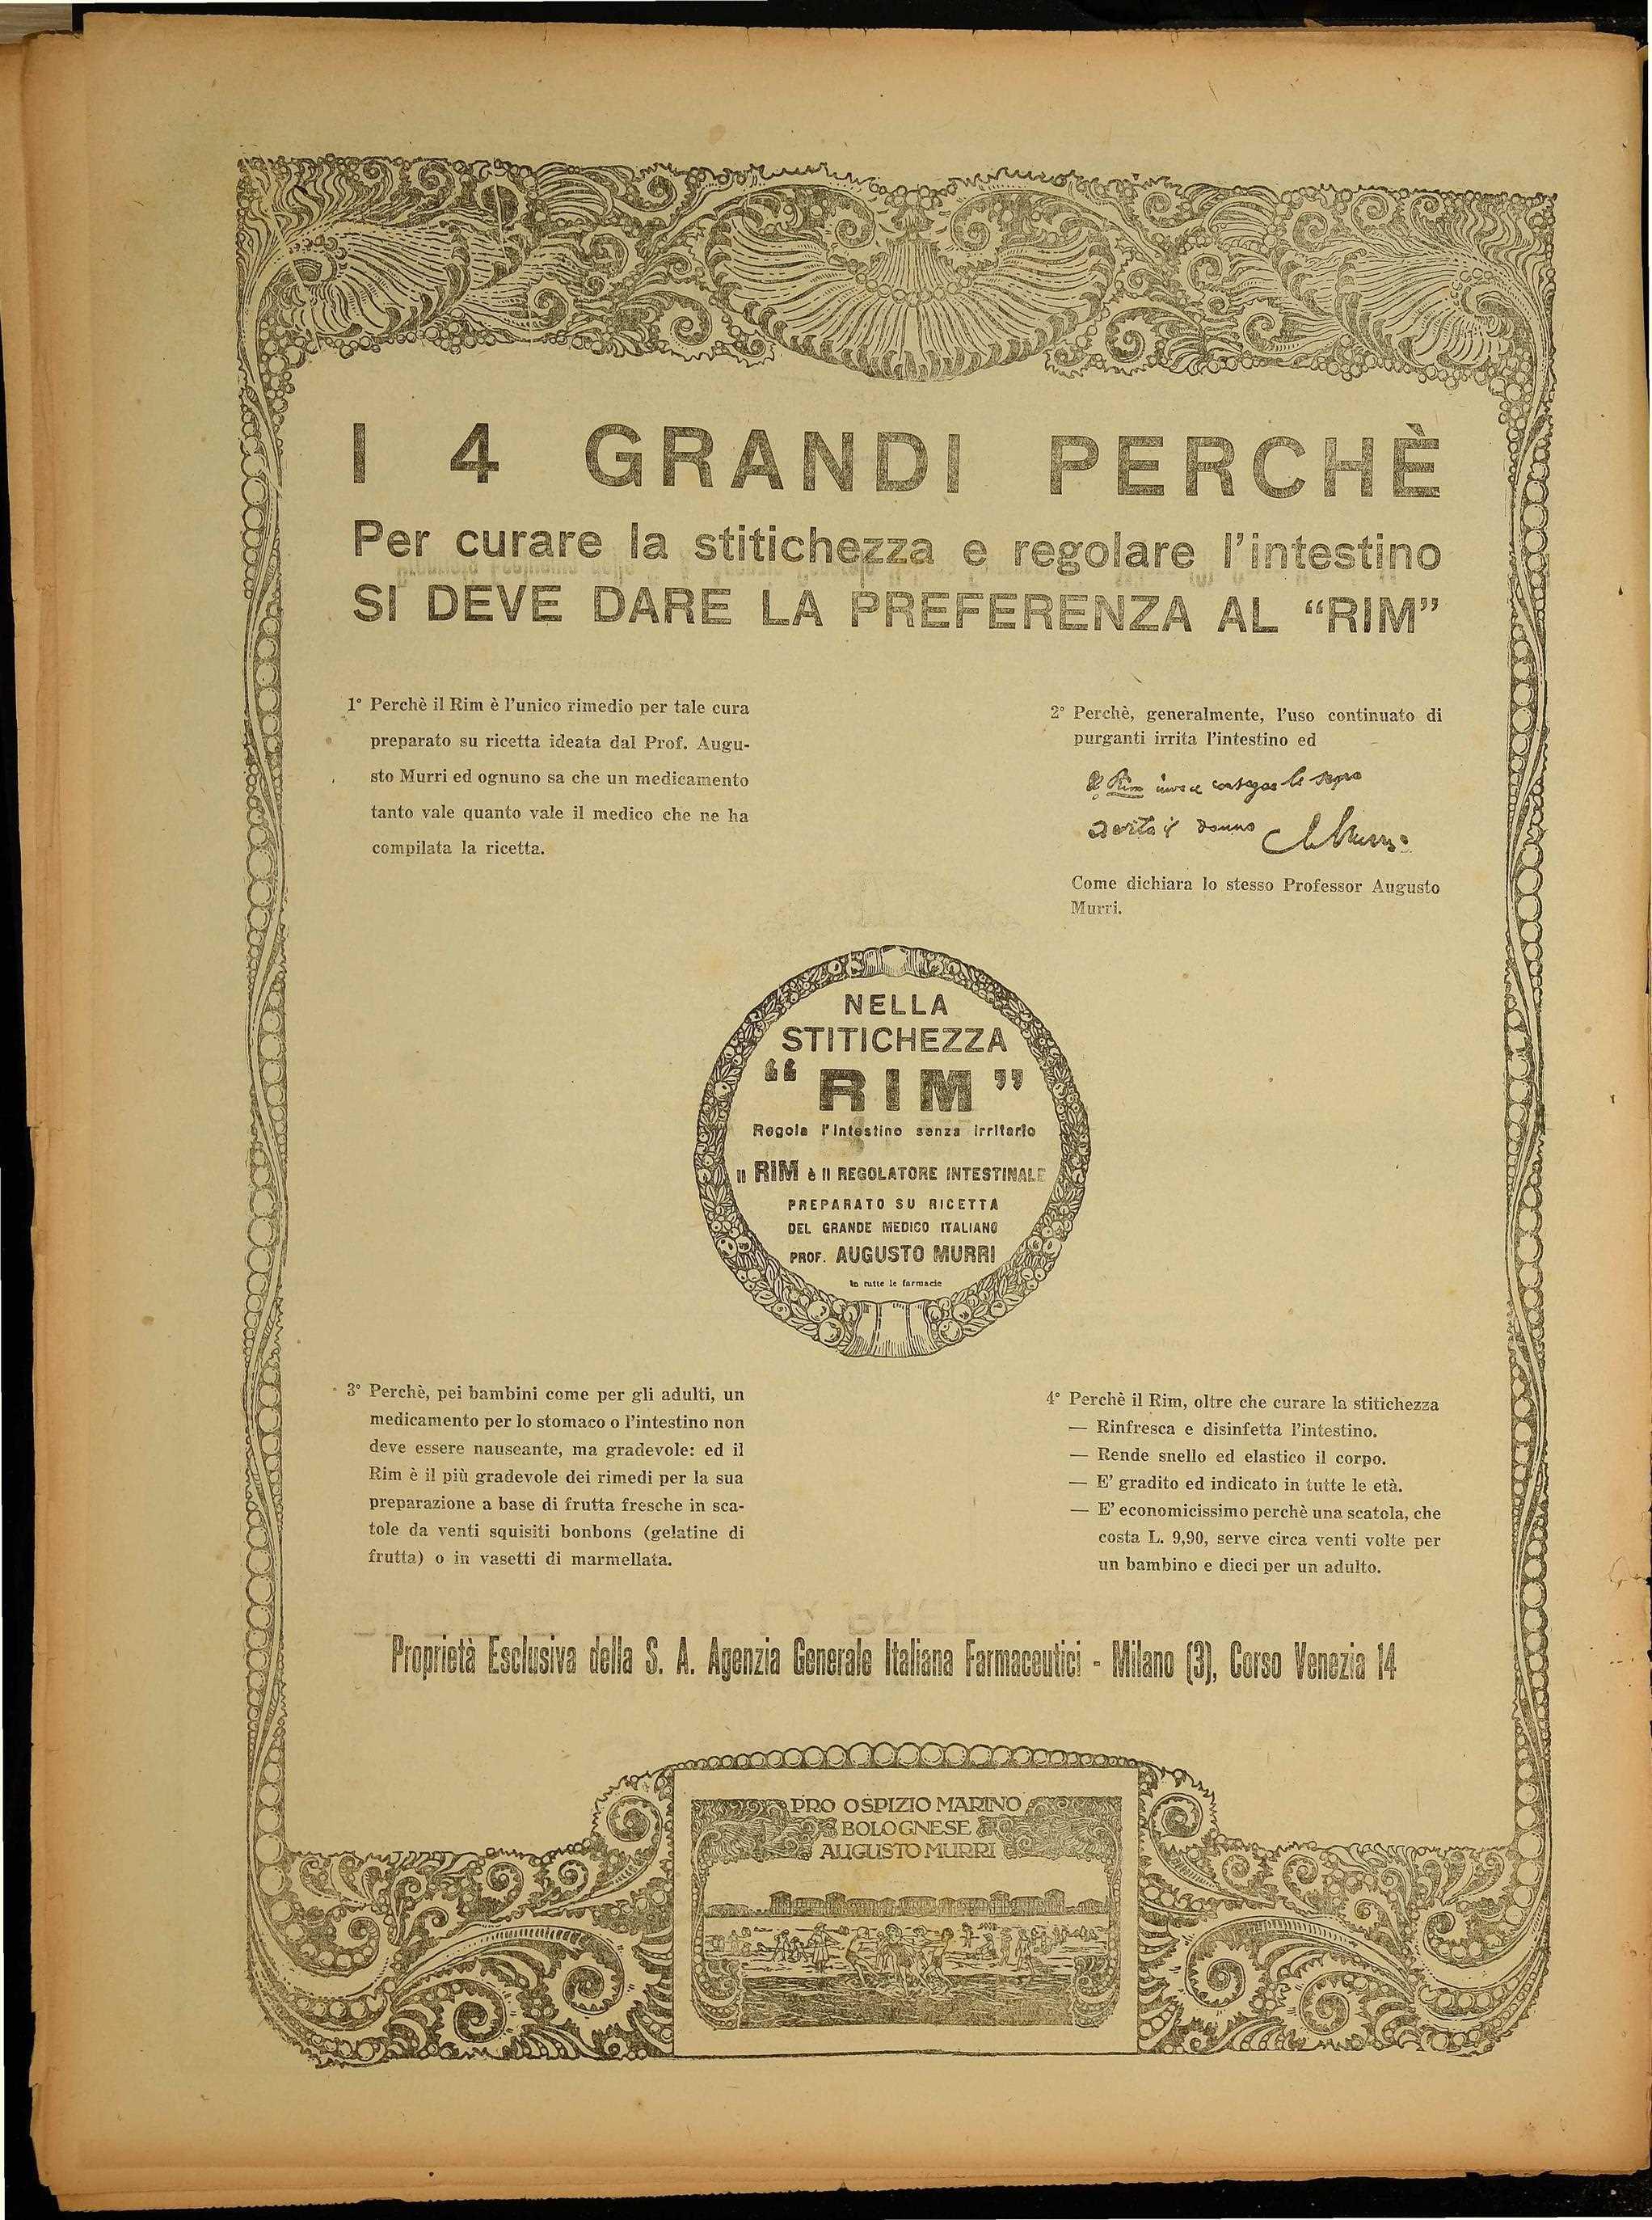 I 4 GRANDI PERCHÈ
Per curare la stitichezza e regolare l'intestino
SI DEVE DARE LA PREFERENZA AL “RIM”
1° Perchè il Rim è l'unico rimedio per tale cura
preparato su ricetta ideata dal Prof. Augu-
sto Murri ed ognuno sa che un medicamento
tanto vale quanto vale il medico che ne ha
compilata la ricetta.
2° Perchè, generalmente, l'uso continuato di
purganti irrita l'intestino ed
il Rim invece consegue lo scopo
evita il danno A. Murri
Come dichiara lo stesso Professor Augusto
Murri.
NELLA
STITICHEZZA
“RIM”
Regola l'intestino senza irritarlo
Il RIM è il REGOLATORE INTESTINALE
PREPARATO SU RICETTA
DEL GRANDE MEDICO ITALIANO
PROF. AUGUSTO MURRI
In tutte le farmacie
3° Perchè, pei bambini come per gli adulti, un
medicamento per lo stomaco o l'intestino non
deve essere nauseante, ma gradevole: ed il
Rim è il più gradevole dei rimedi per la sua
preparazione a base di frutta fresche in sca-
tole da venti squisiti bonbons (gelatine di
frutta) o in vasetti di marmellata.
4° Perchè il Rim, oltre che curare la stitichezza
— Rinfresca e disinfetta l'intestino.
— Rende snello ed elastico il corpo.
— E' gradito ed indicato in tutte le età.
— E' economicissimo perchè una scatola, che
costa L. 9,90, serve circa venti volte per
un bambino e dieci per un adulto.
Proprietà Esclusiva della S. A. Agenzia Generale Italiana Farmaceutici - Milano (3), Corso Venezia 14
PRO OSPIZIO MARINO
BOLOGNESE
AUGUSTO MURRI